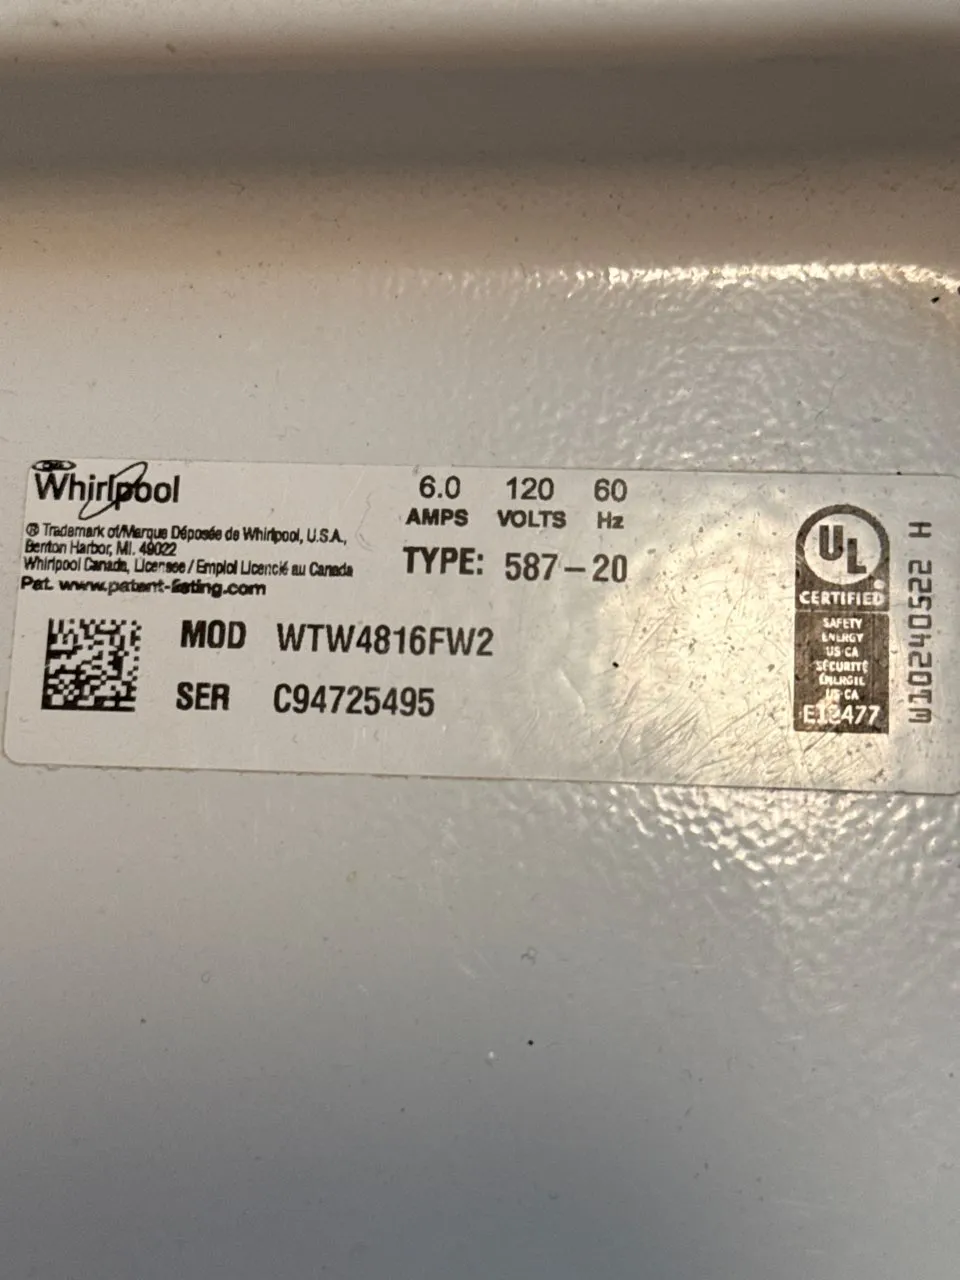 Whirlpool
® Trademark of/Marque Déposée de Whirlpool, U.S.A.,
Benton Harbor, MI. 49022
Whirlpool Canada, Licensee / Emploi Licencié au Canada
Pat. www.patent-listing.com
6.0 120 60
AMPS VOLTS Hz
TYPE: 587-20
MOD WTW4816FW2
SER C94725495
UL
CERTIFIED
SAFETY
ENERGY
US CA
SÉCURITÉ
ÉNERGIE
US CA
E12477
W10240522 H